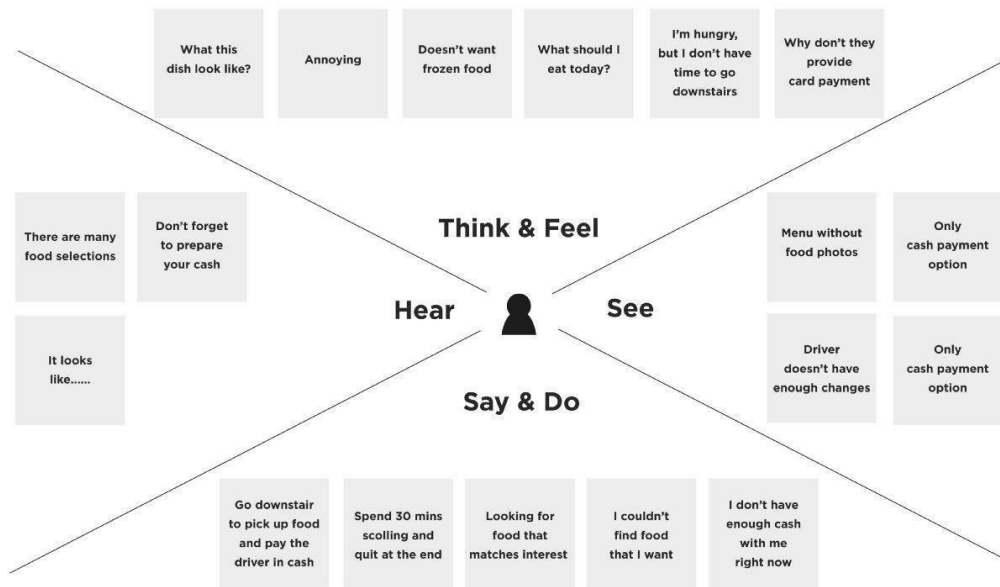 What this
dish look like?
Annoying
Doesn't want
frozen food
What should I
eat today?
I'm hungry,
but I don't have
time to go
downstairs
Why don't they
provide
card payment
Think & Feel
There are many
food selections
Don't forget
to prepare
your cash
It looks
like......
Hear
See
Menu without
food photos
Only
cash payment
option
Driver
doesn't have
enough changes
Only
cash payment
option
Say & Do
Go downstair
to pick up food
and pay the
driver in cash
Spend 30 mins
scolling and
quit at the end
Looking for
food that
matches interest
I couldn't
find food
that I want
I don't have
enough cash
with me
right now